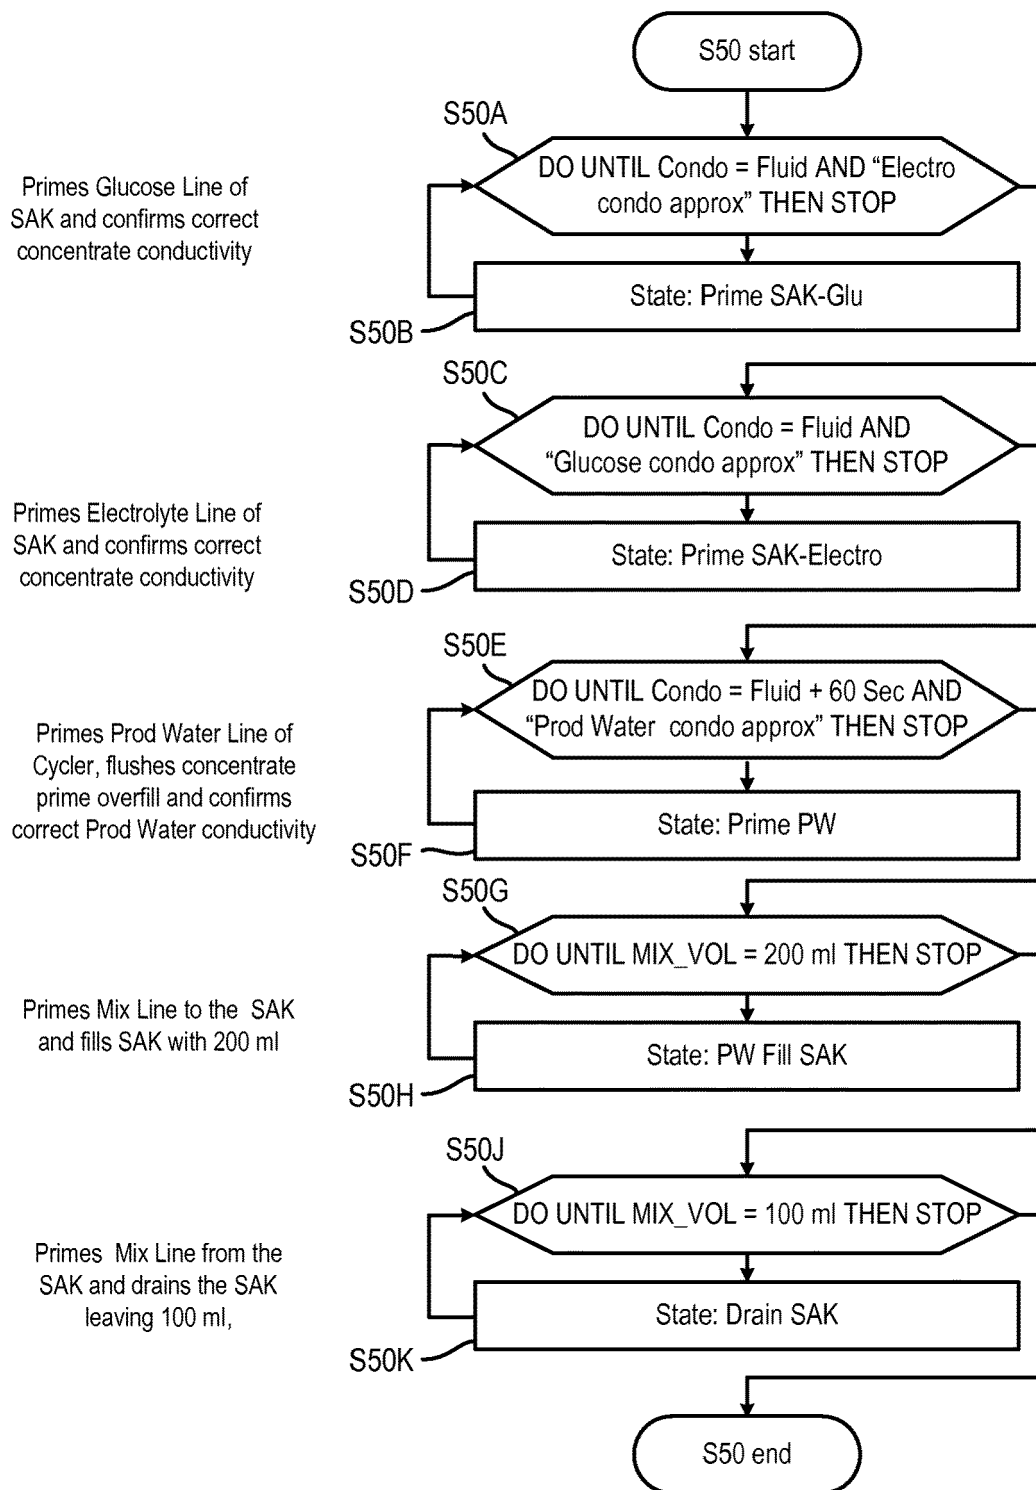 S50 start
S50A
DO UNTIL Condo = Fluid AND “Electro
condo approx” THEN STOP
Primes Glucose Line of
SAK and confirms correct
concentrate conductivity
State: Prime SAK-Glu
S50B
S50C
DO UNTIL Condo = Fluid AND
“Glucose condo approx” THEN STOP
Primes Electrolyte Line of
SAK and confirms correct
concentrate conductivity
State: Prime SAK-Electro
S50D
S50E
DO UNTIL Condo = Fluid + 60 Sec AND
“Prod Water condo approx” THEN STOP
Primes Prod Water Line of
Cycler, flushes concentrate
prime overfill and confirms
correct Prod Water conductivity
State: Prime PW
S50F
S50G
DO UNTIL MIX_VOL = 200 ml THEN STOP
Primes Mix Line to the SAK
and fills SAK with 200 ml
State: PW Fill SAK
S50H
S50J
DO UNTIL MIX_VOL = 100 ml THEN STOP
Primes Mix Line from the
SAK and drains the SAK
leaving 100 ml,
State: Drain SAK
S50K
S50 end